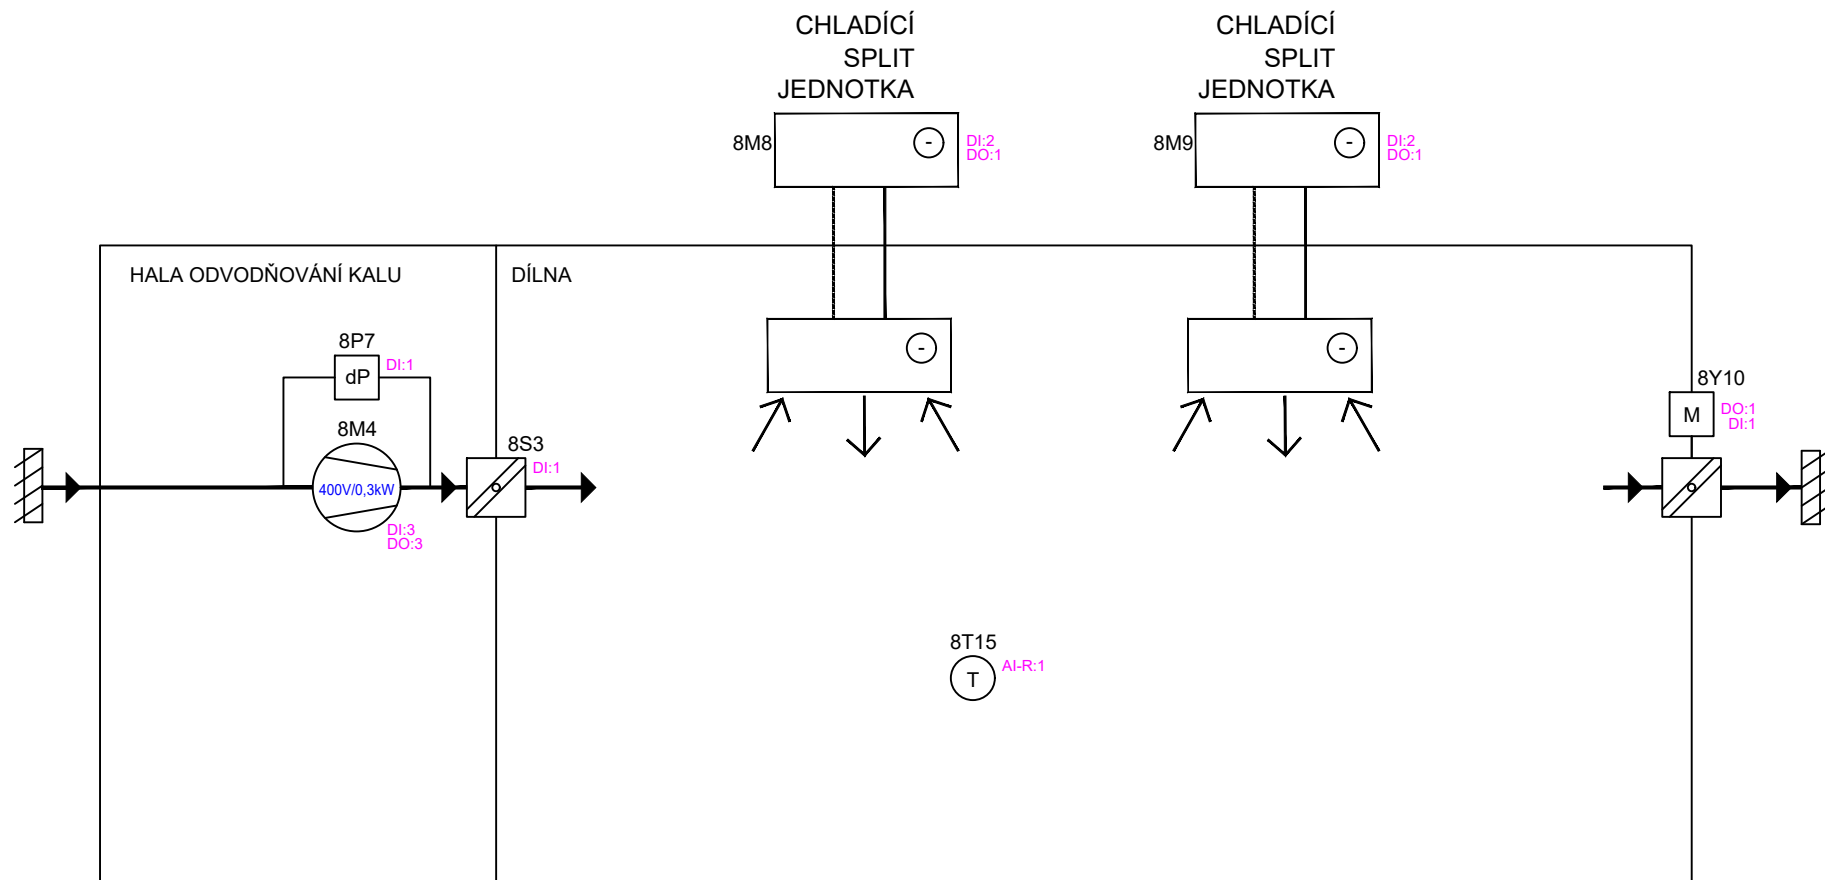 CHLADÍCÍ
SPLIT
JEDNOTKA
CHLADÍCÍ
SPLIT
JEDNOTKA
8M8
-
DI:2
DO:1
8M9
-
DI:2
DO:1
HALA ODVODŇOVÁNÍ KALU
DÍLNA
-
-
8P7
dP
DI:1
8Y10
M
DO:1
DI:1
8M4
400V/0,3kW
DI:3
DO:3
8S3
DI:1
8T15
T
AI-R:1